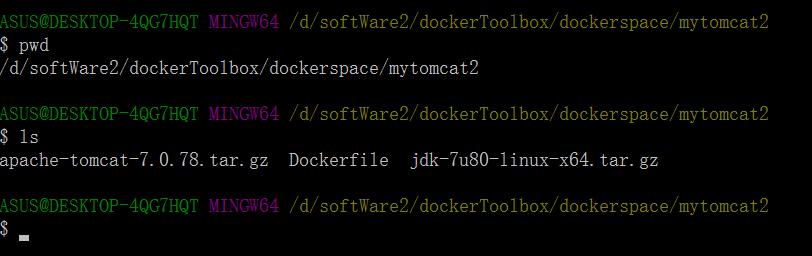 ASUS@DESKTOP-4QG7HQT MINGW64 /d/softWare2/dockerToolbox/dockerspace/mytomcat2
$ pwd
/d/softWare2/dockerToolbox/dockerspace/mytomcat2
ASUS@DESKTOP-4QG7HQT MINGW64 /d/softWare2/dockerToolbox/dockerspace/mytomcat2
$ ls
apache-tomcat-7.0.78.tar.gz  Dockerfile  jdk-7u80-linux-x64.tar.gz
ASUS@DESKTOP-4QG7HQT MINGW64 /d/softWare2/dockerToolbox/dockerspace/mytomcat2
$